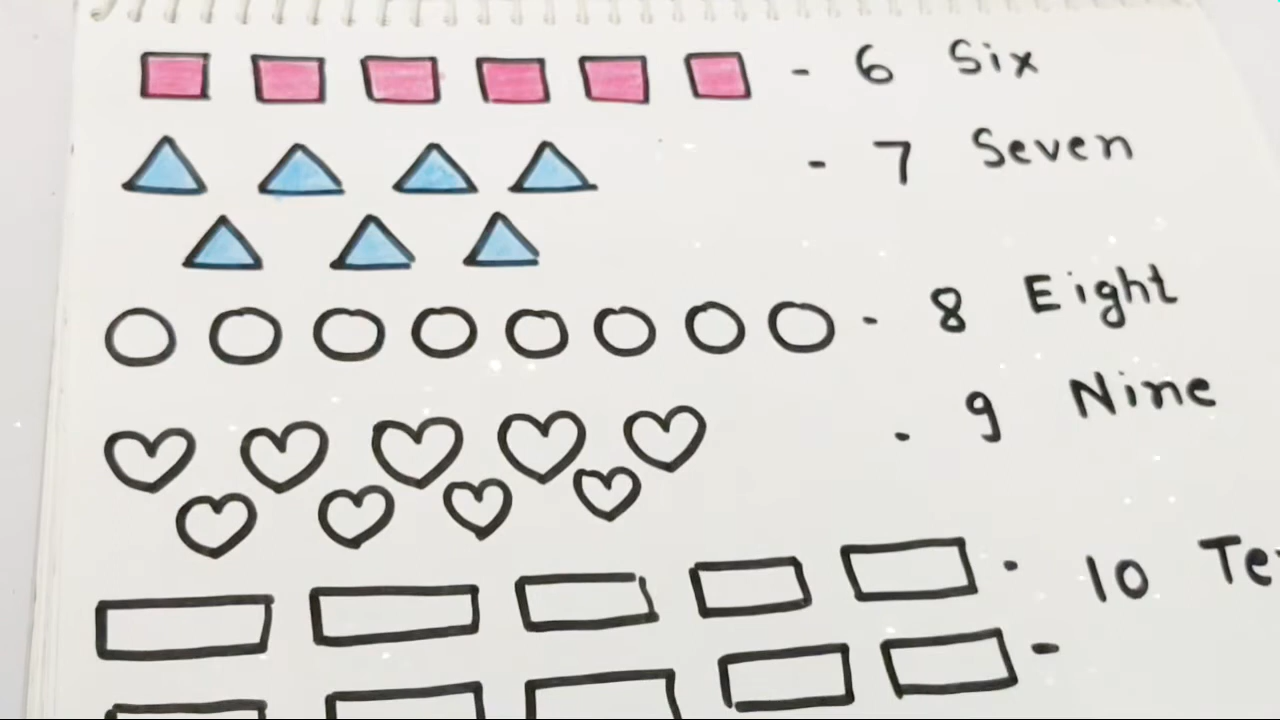 - 6 Six
- 7 Seven
- 8 Eight
. 9 Nine
- 10
-